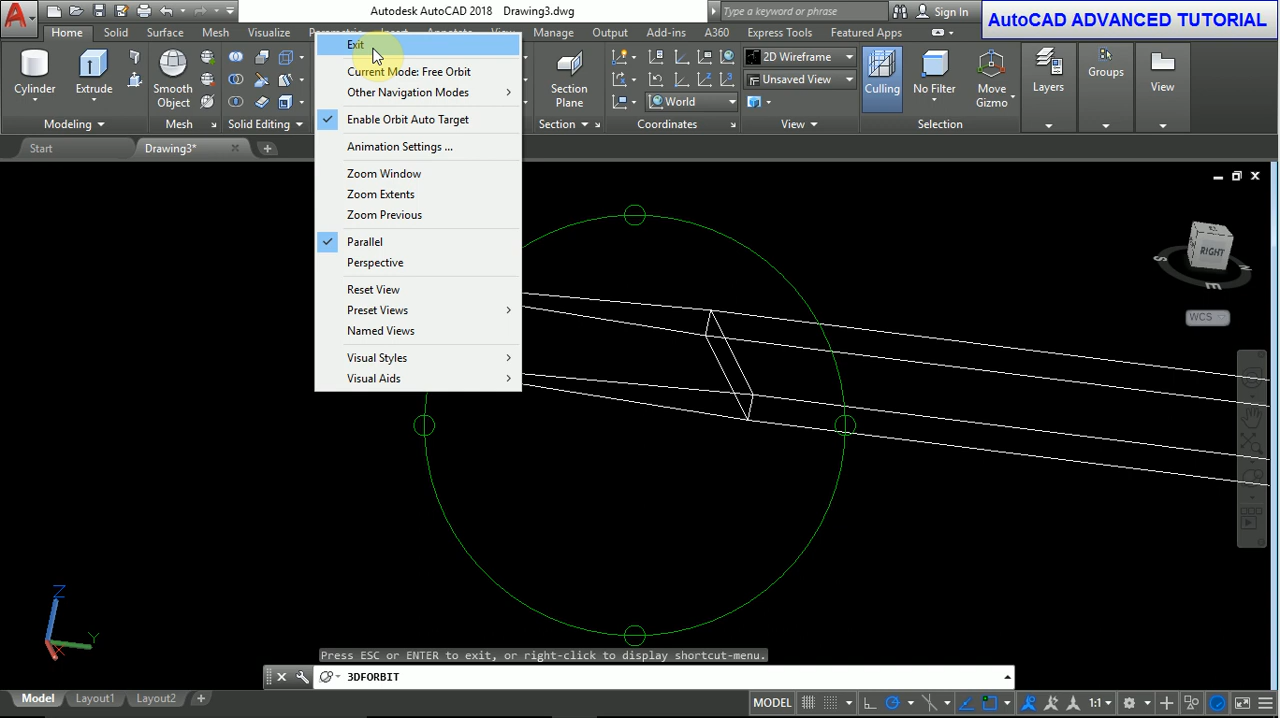 Autodesk AutoCAD 2018   Drawing3.dwg
Type a keyword or phrase
Sign In
AutoCAD ADVANCED TUTORIAL
Home Solid Surface Mesh Visualize Parametric Insert Annotate View Manage Output Add-ins A360 Express Tools Featured Apps
Cylinder
Extrude
Smooth
Object
Section
Plane
2D Wireframe
Unsaved View
World
Culling
No Filter
Move
Gizmo
Layers
Groups
View
Modeling
Mesh
Solid Editing
Section
Coordinates
View
Selection
Start
Drawing3*
Exit
Current Mode: Free Orbit
Other Navigation Modes
Enable Orbit Auto Target
Animation Settings ...
Zoom Window
Zoom Extents
Zoom Previous
Parallel
Perspective
Reset View
Preset Views
Named Views
Visual Styles
Visual Aids
RIGHT
S
N
E
WCS
Z
Y
X
Press ESC or ENTER to exit, or right-click to display shortcut-menu.
3DFORBIT
Model
Layout1
Layout2
MODEL
1:1